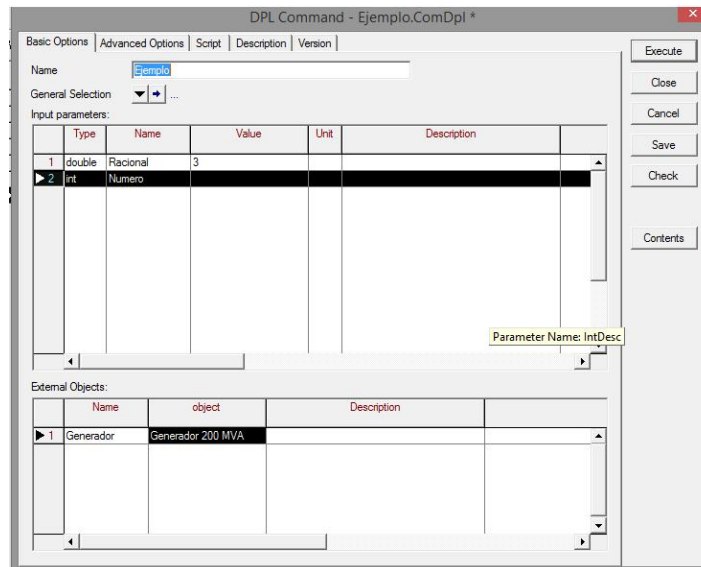 DPL Command - Ejemplo.ComDpl *
Basic Options Advanced Options Script Description Version
Execute
Name Ejemplo
Close
General Selection ...
Cancel
Input parameters:
Type Name Value Unit Description
Save
1 double Racional 3
2 int Numero
Check
Contents
Parameter Name: IntDesc
External Objects:
Name object Description
1 Generador Generador 200 MVA